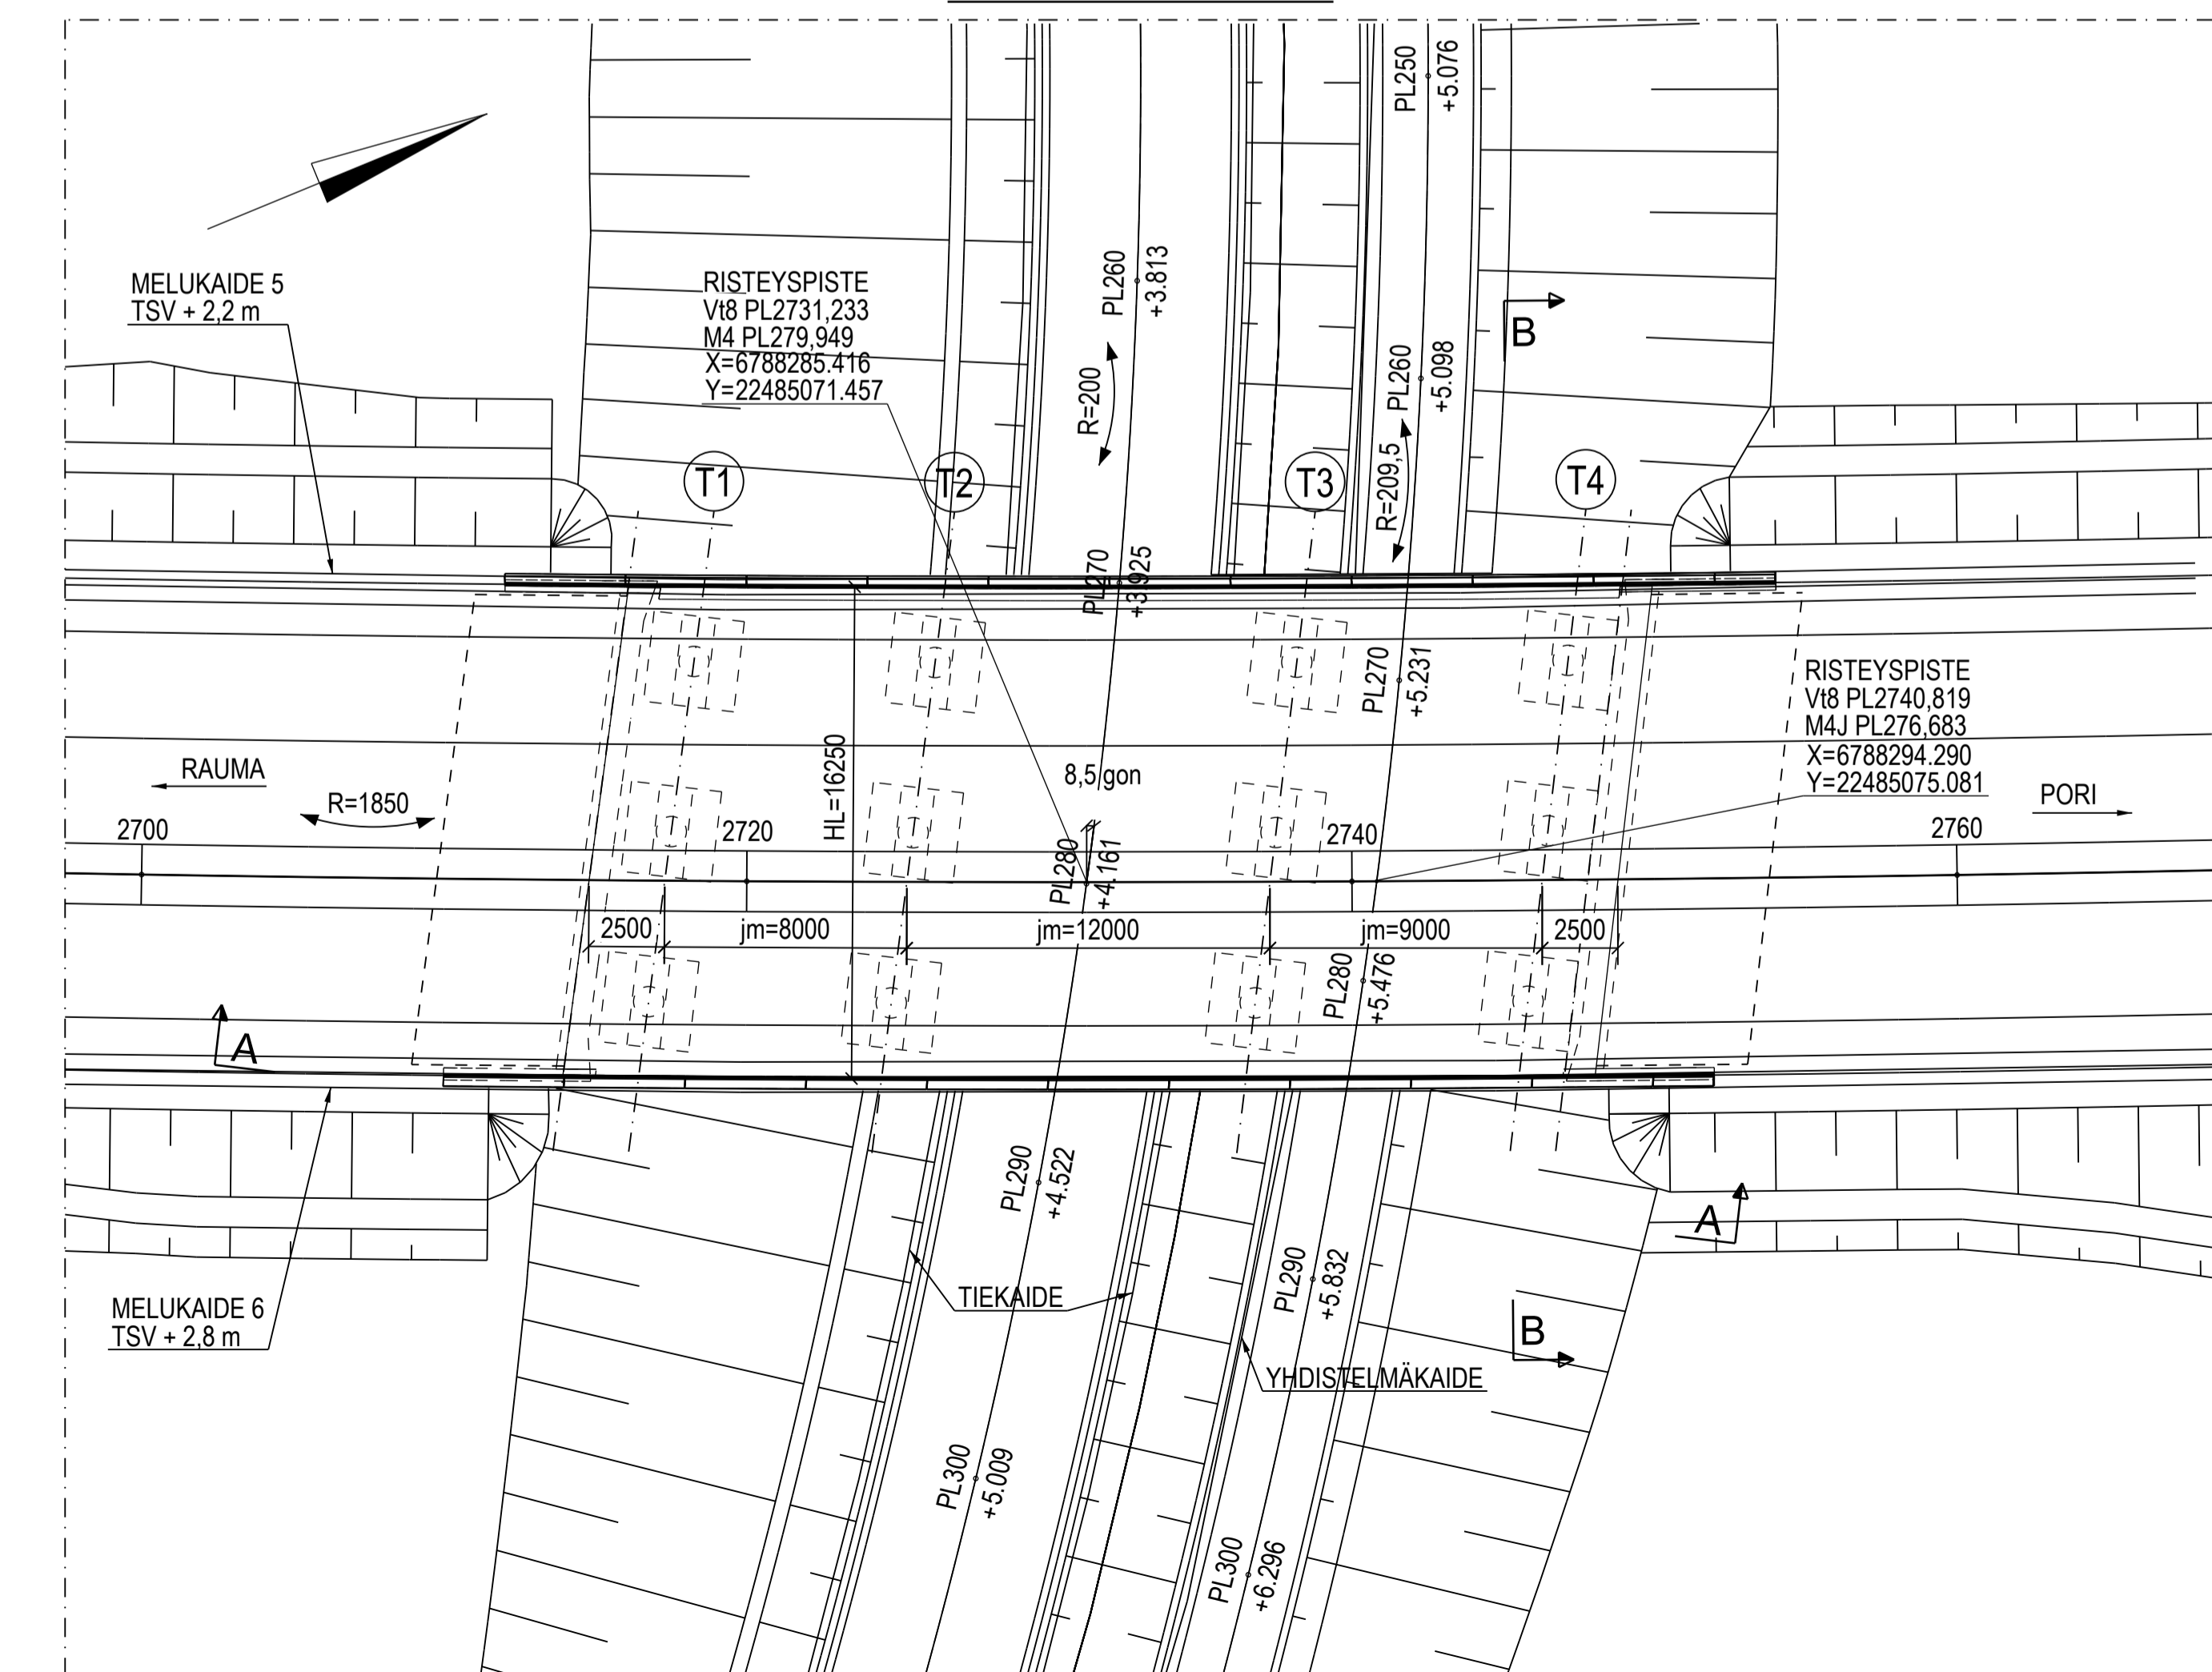 PL250
+5.076
PL260
+3.813
MELUKAIDE 5
TSV + 2,2 m
RISTEYSPISTE
Vt8 PL2731,233
M4 PL279,949
X=6788285.416
Y=22485071.457
B
R=200
PL260
+5.098
R=209,5
T1
T2
T3
T4
PL270
+3.925
PL270
+5.231
RISTEYSPISTE
Vt8 PL2740,819
M4J PL276,683
X=6788294.290
Y=22485075.081
RAUMA
R=1850
HL=16250
8,5 gon
PORI
2700
2720
2740
2760
PL280
+4.161
2500
jm=8000
jm=12000
jm=9000
2500
PL280
+5.476
A
A
PL290
+4.522
PL290
+5.832
TIEKAIDE
MELUKAIDE 6
TSV + 2,8 m
B
YHDISTELMÄKAIDE
PL300
+5.009
PL300
+6.296